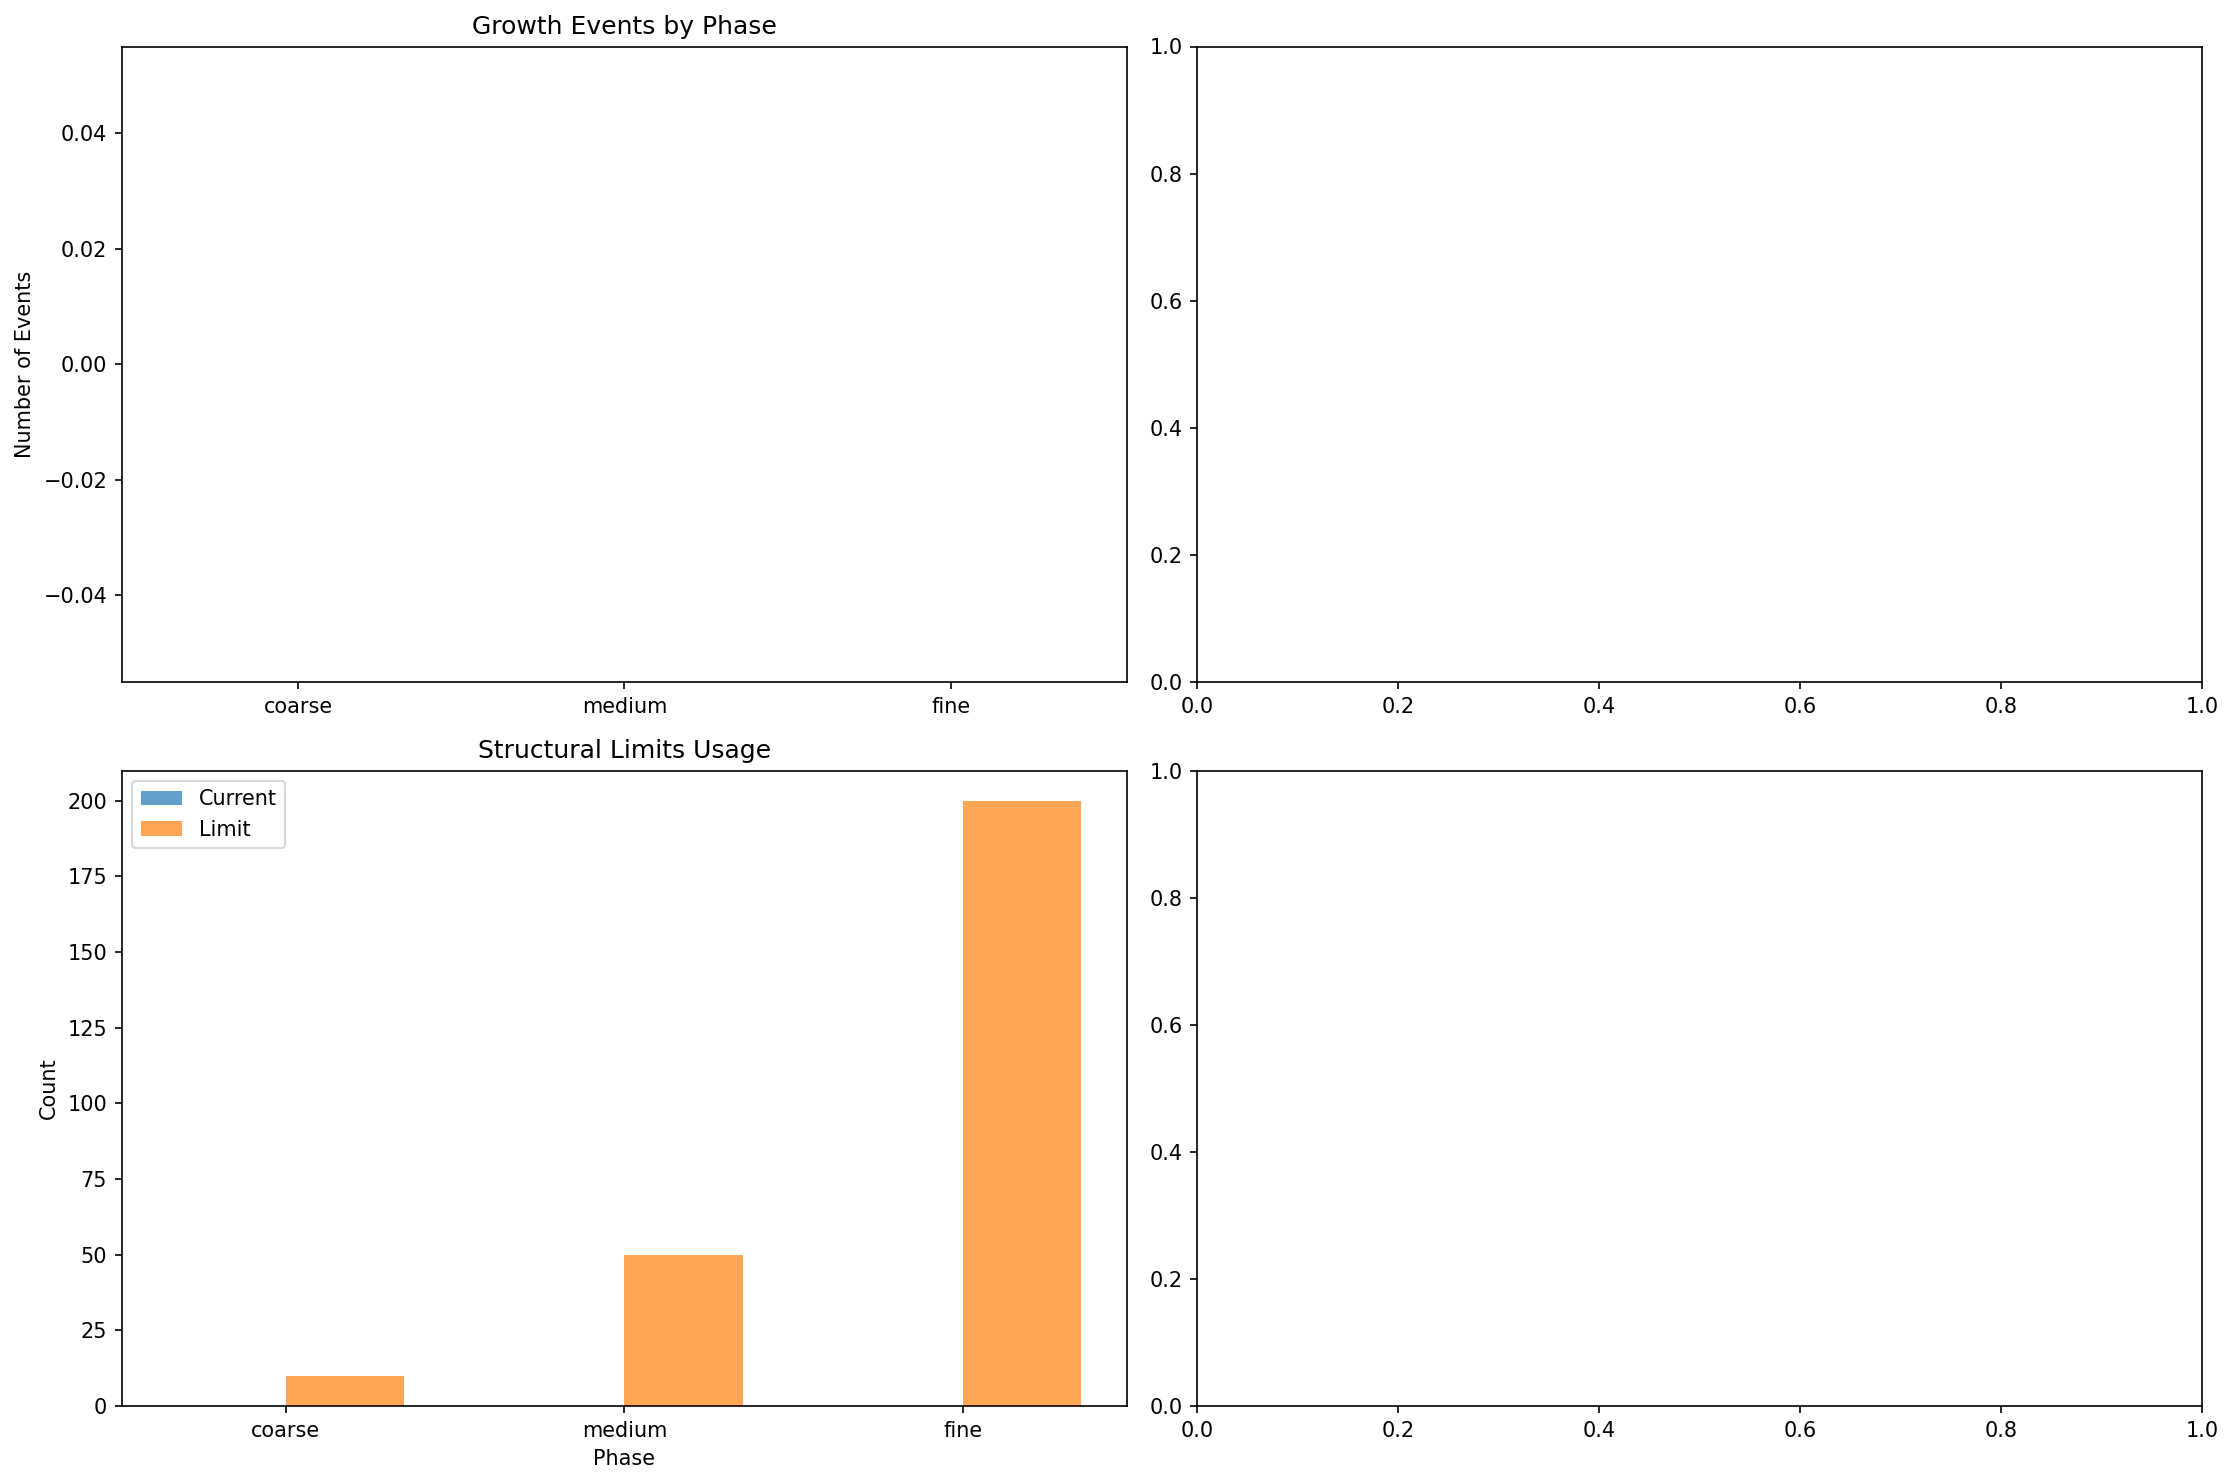 Growth Events by Phase
Number of Events
0.04
0.02
0.00
−0.02
−0.04
coarse medium fine
1.0
0.8
0.6
0.4
0.2
0.0
0.0 0.2 0.4 0.6 0.8 1.0
Structural Limits Usage
Current
Limit
Count
200
175
150
125
100
75
50
25
0
coarse medium fine
Phase
1.0
0.8
0.6
0.4
0.2
0.0
0.0 0.2 0.4 0.6 0.8 1.0